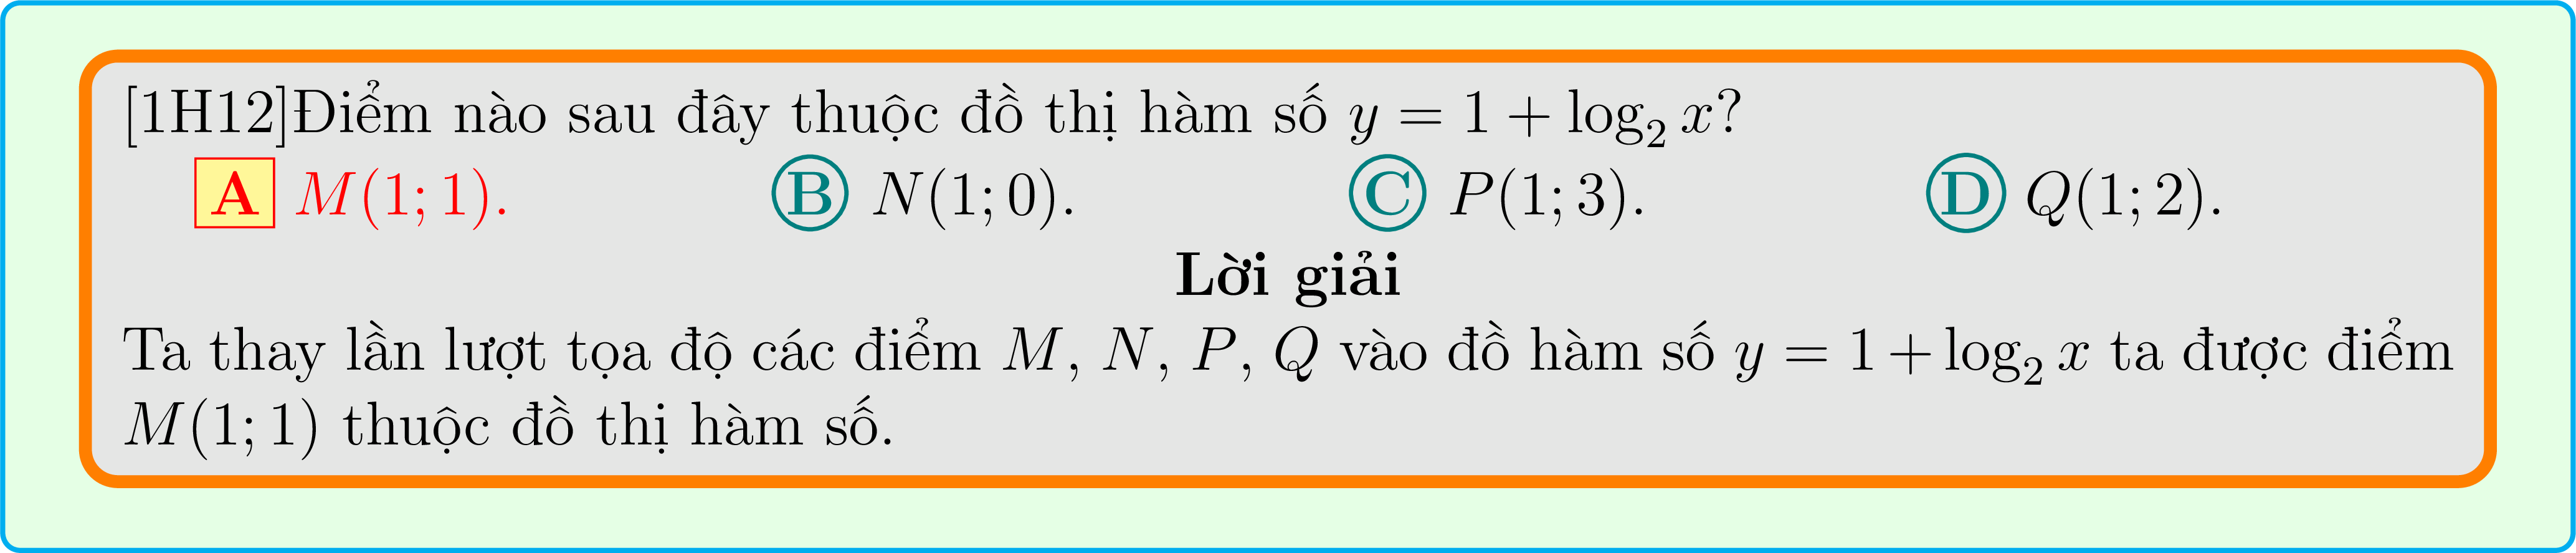 [1H12]Điểm nào sau đây thuộc đồ thị hàm số y = 1 + log₂ x?
A M(1; 1). B N(1; 0). C P(1; 3). D Q(1; 2).
Lời giải
Ta thay lần lượt tọa độ các điểm M, N, P, Q vào đồ hàm số y = 1 + log₂ x ta được điểm
M(1; 1) thuộc đồ thị hàm số.